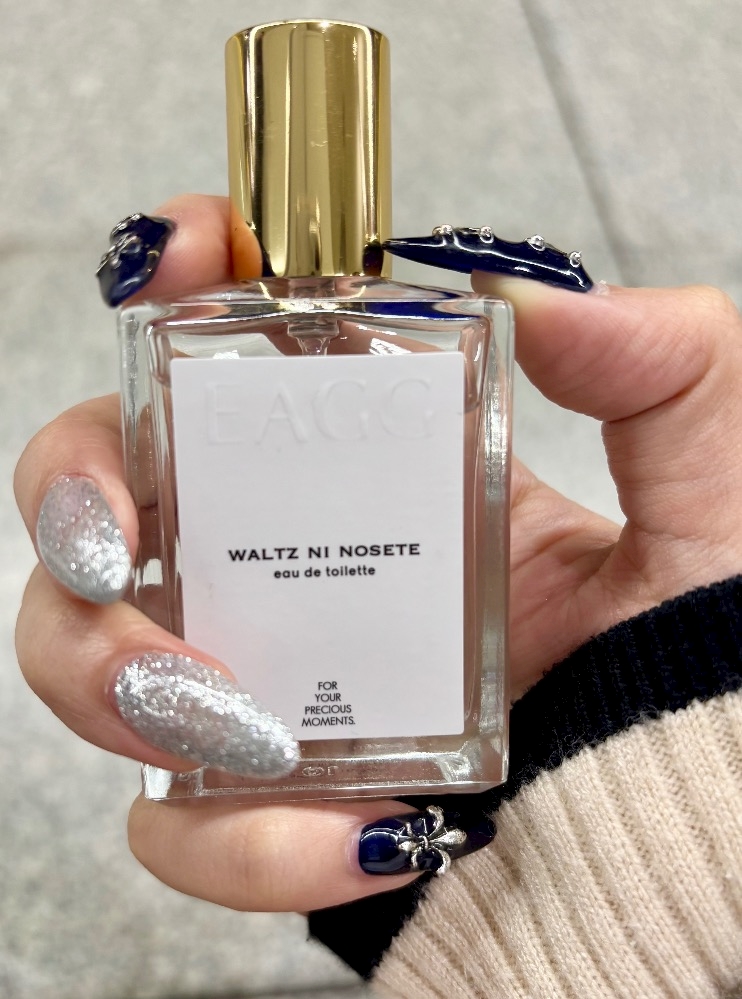 EAGG
WALTZ NI NOSETE
eau de toilette
FOR
YOUR
PRECIOUS
MOMENTS.